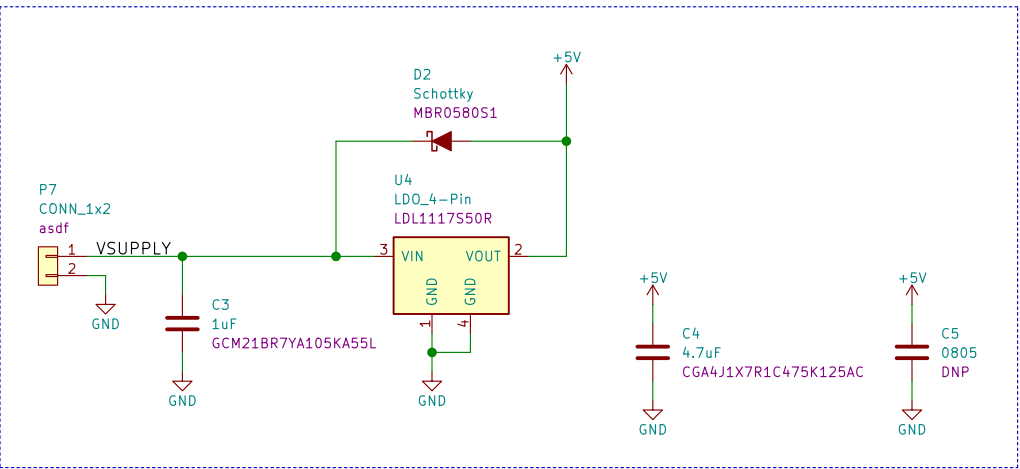 +5V
D2
Schottky
MBR0580S1
P7
CONN_1x2
asdf
1
2
VSUPPLY
GND
C3
1uF
GCM21BR7YA105KA55L
GND
U4
LDO_4-Pin
LDL1117S50R
3
VIN
VOUT
2
GND
GND
1
4
GND
+5V
C4
4.7uF
CGA4J1X7R1C475K125AC
GND
+5V
C5
0805
DNP
GND